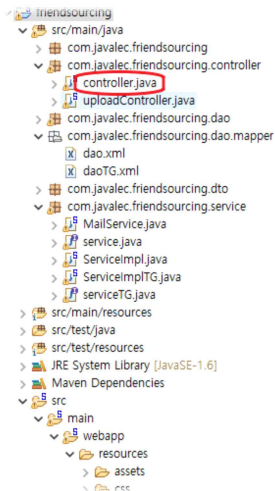 friendsourcing
src/main/java
com.javalec.friendsourcing
com.javalec.friendsourcing.controller
controller.java
uploadController.java
com.javalec.friendsourcing.dao
com.javalec.friendsourcing.dao.mapper
dao.xml
daoTG.xml
com.javalec.friendsourcing.dto
com.javalec.friendsourcing.service
MailService.java
service.java
ServiceImpl.java
ServiceImplTG.java
serviceTG.java
src/main/resources
src/test/java
src/test/resources
JRE System Library [JavaSE-1.6]
Maven Dependencies
src
main
webapp
resources
assets
css